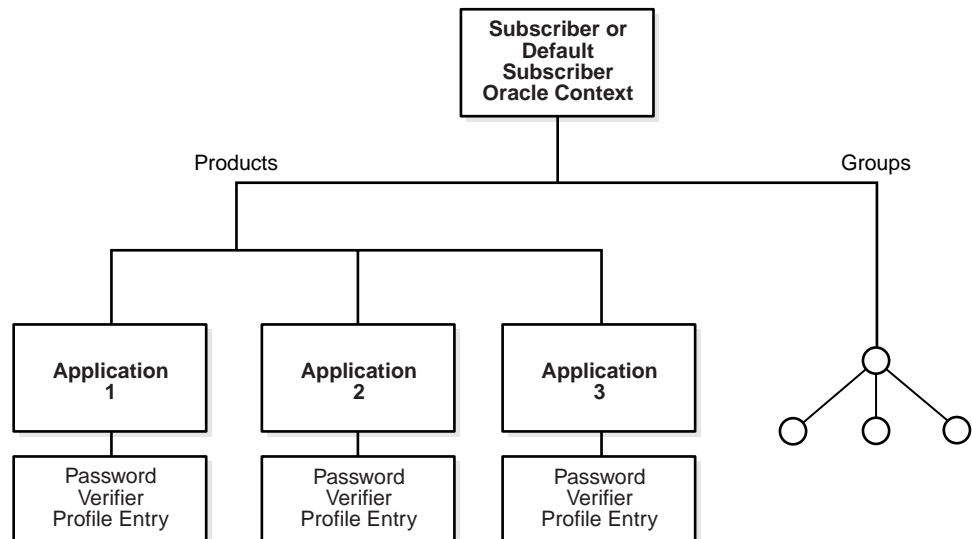 Subscriber or
Default
Subscriber
Oracle Context
Products
Groups
Application
1
Application
2
Application
3
Password
Verifier
Profile Entry
Password
Verifier
Profile Entry
Password
Verifier
Profile Entry